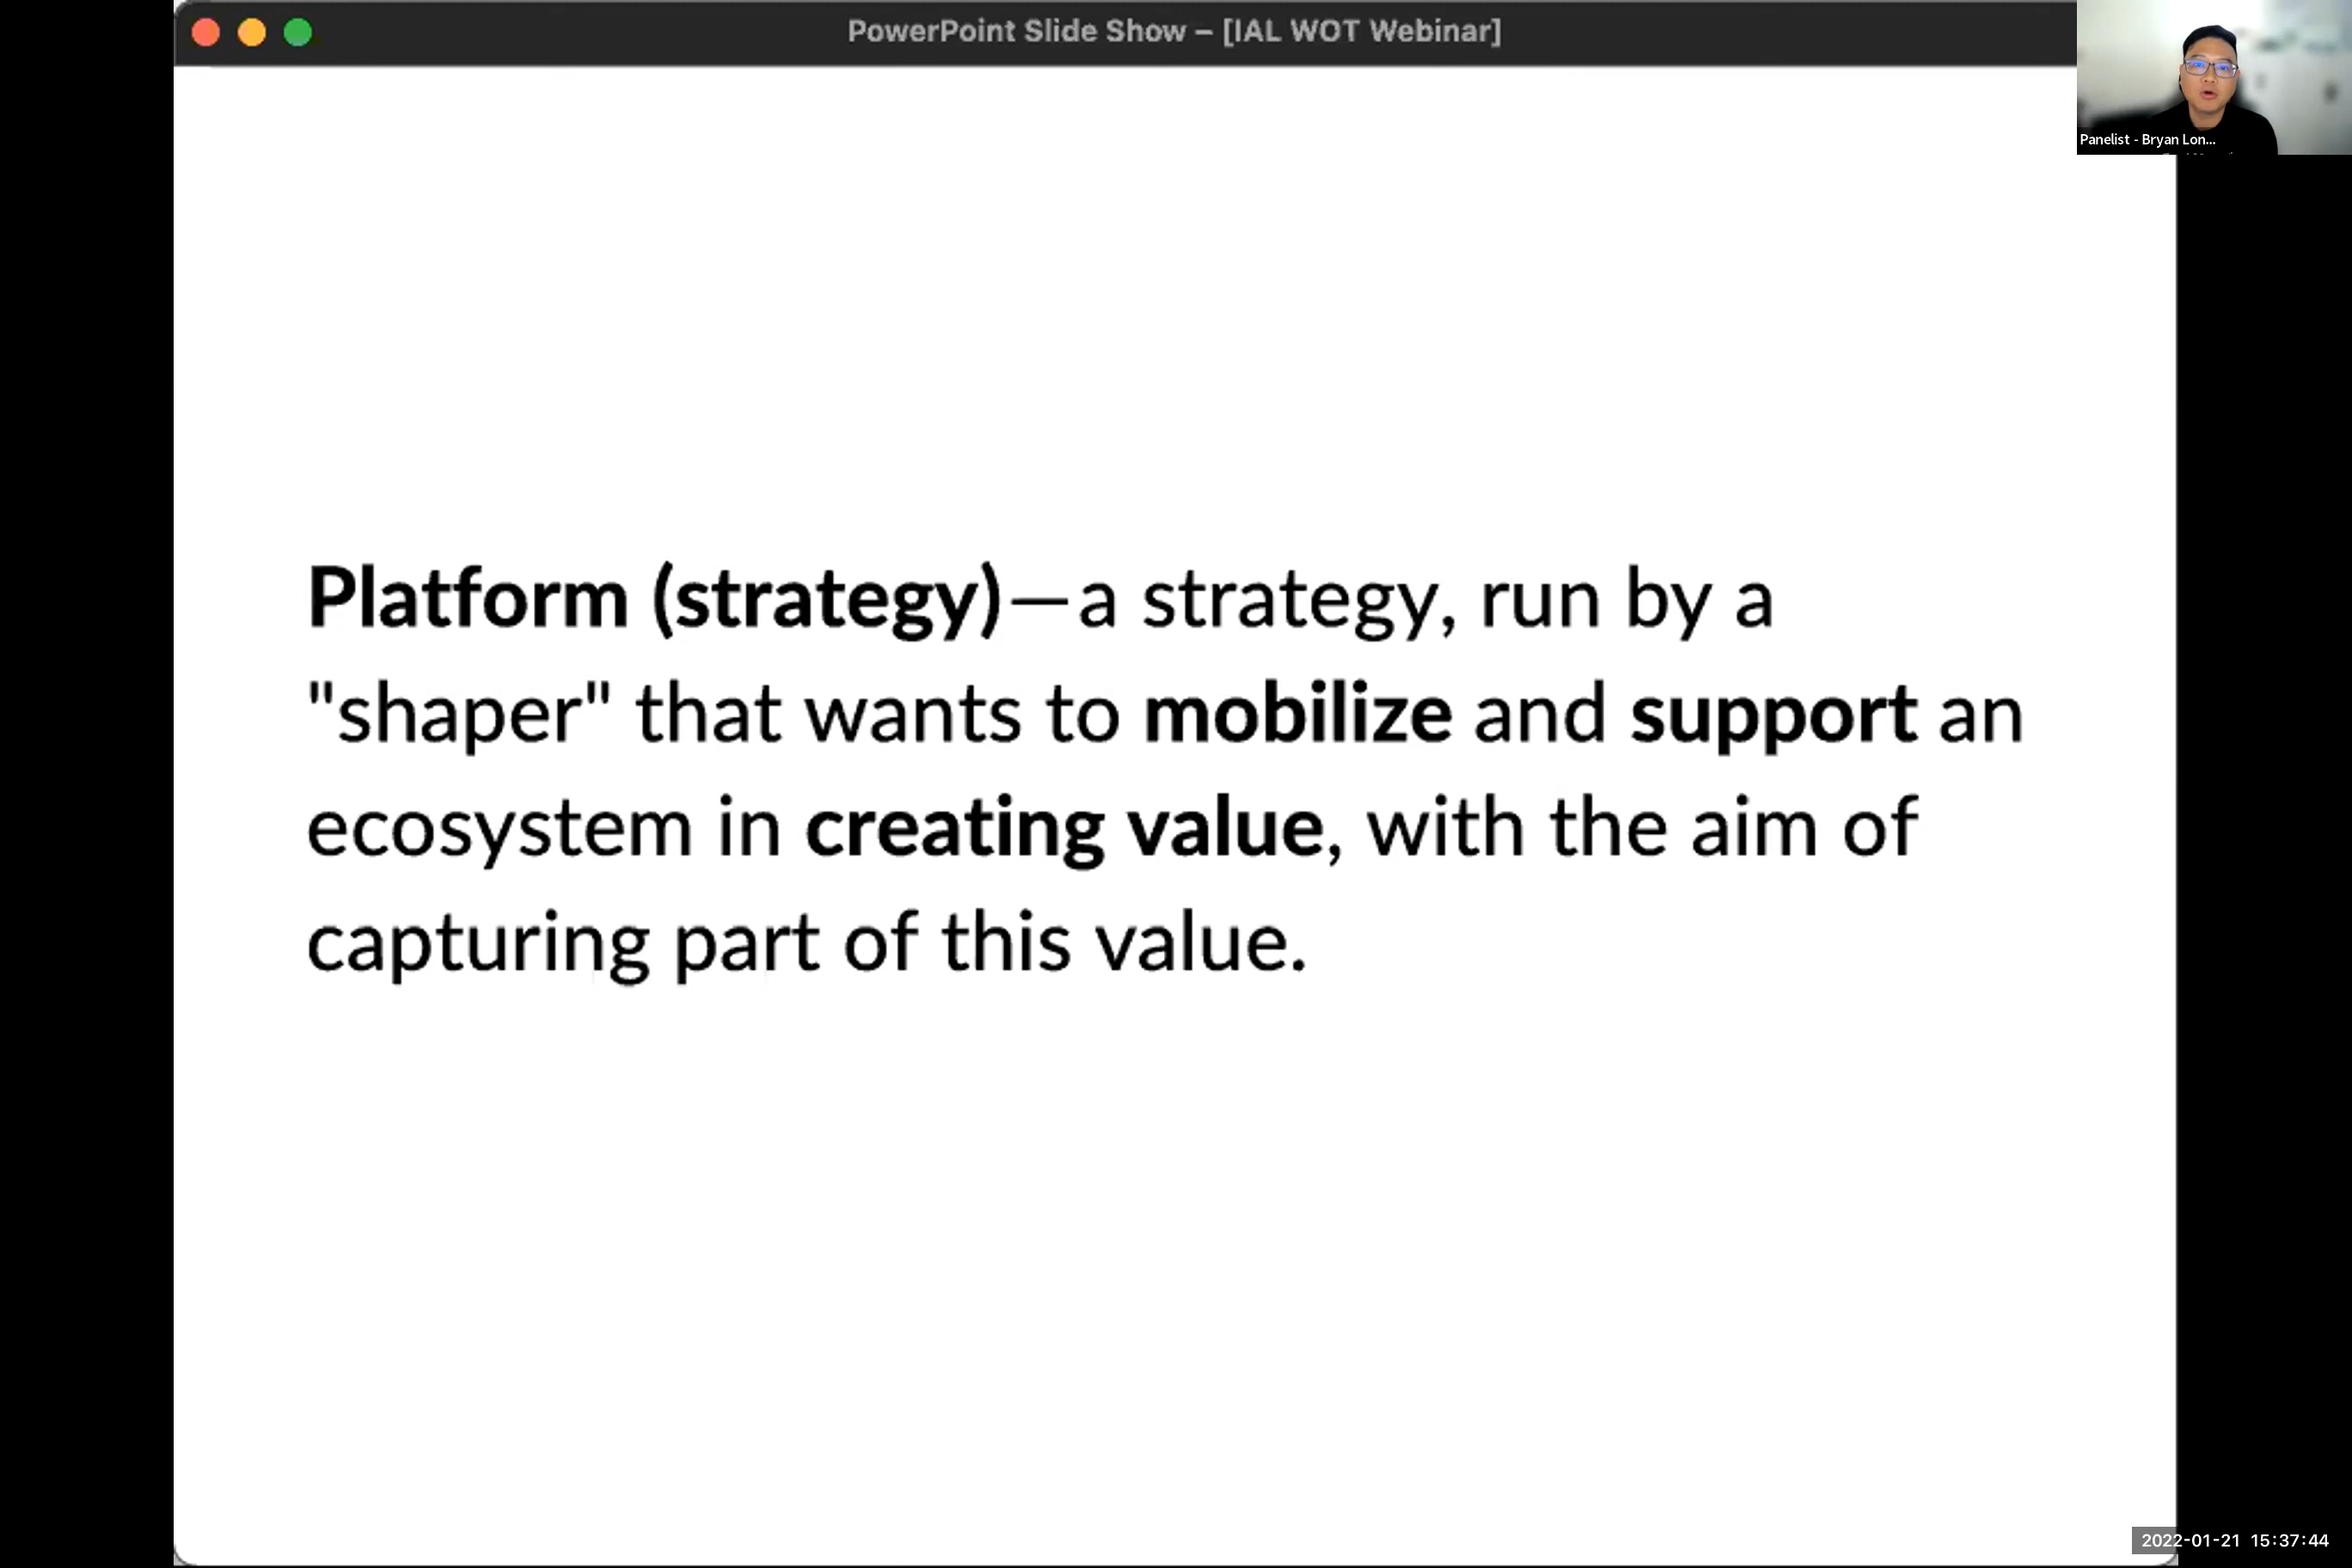 PowerPoint Slide Show – [IAL WOT Webinar]
Panelist - Bryan Lon...
Platform (strategy)—a strategy, run by a
"shaper" that wants to mobilize and support an
ecosystem in creating value, with the aim of
capturing part of this value.
2022-01-21 15:37:44